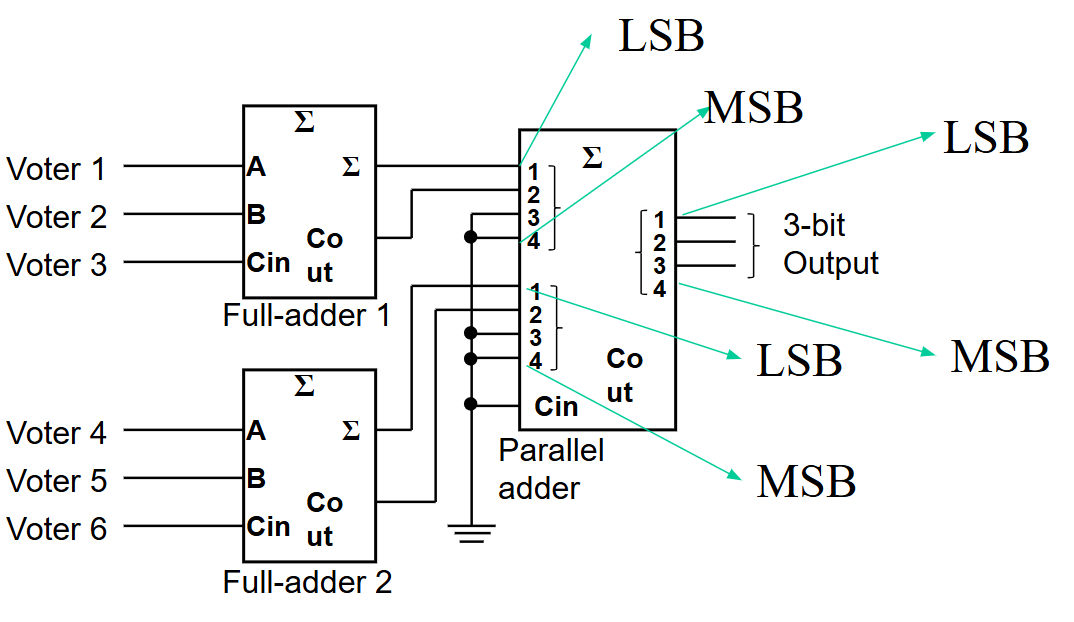 LSB
MSB
LSB
Σ
Voter 1
A
Σ
Voter 2
B
Voter 3
Cin
Co
ut
Full-adder 1
Σ
1
2
3
4
1
2
3
4
Cin
Co
ut
1
2
3
4
3-bit
Output
LSB
MSB
MSB
Parallel
adder
Σ
Voter 4
A
Σ
Voter 5
B
Voter 6
Cin
Co
ut
Full-adder 2